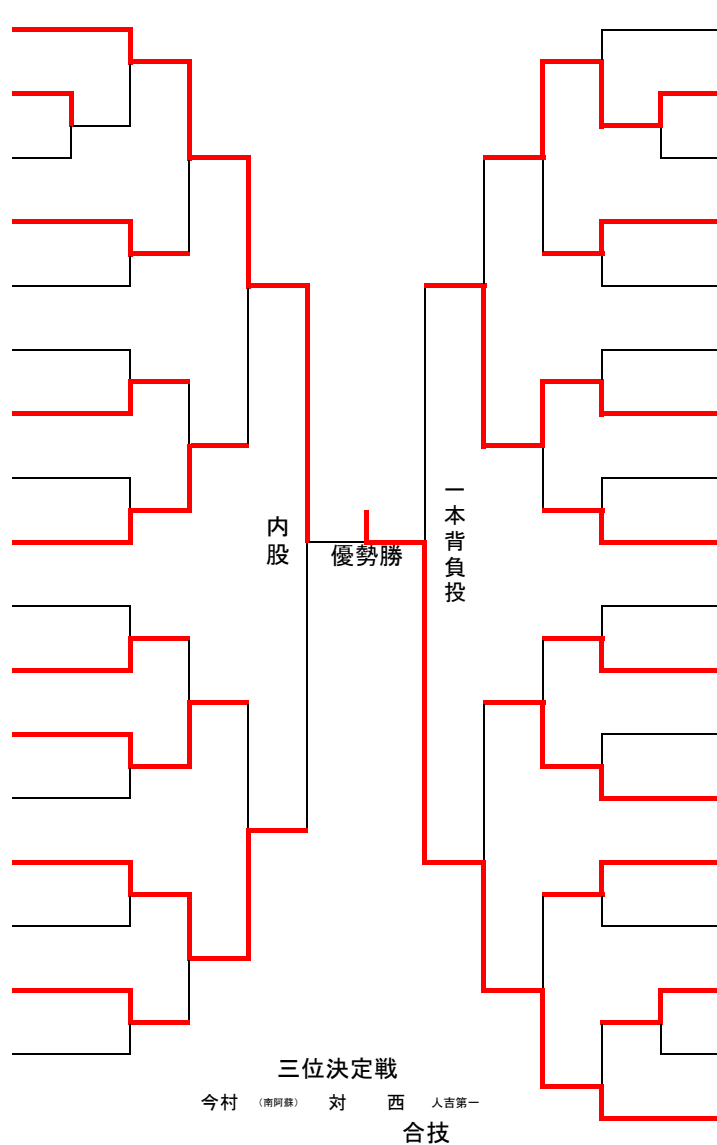 内股
優勢勝
一本背負投
三位決定戦
今村 （南阿蘇） 対 西 人吉第一
合技